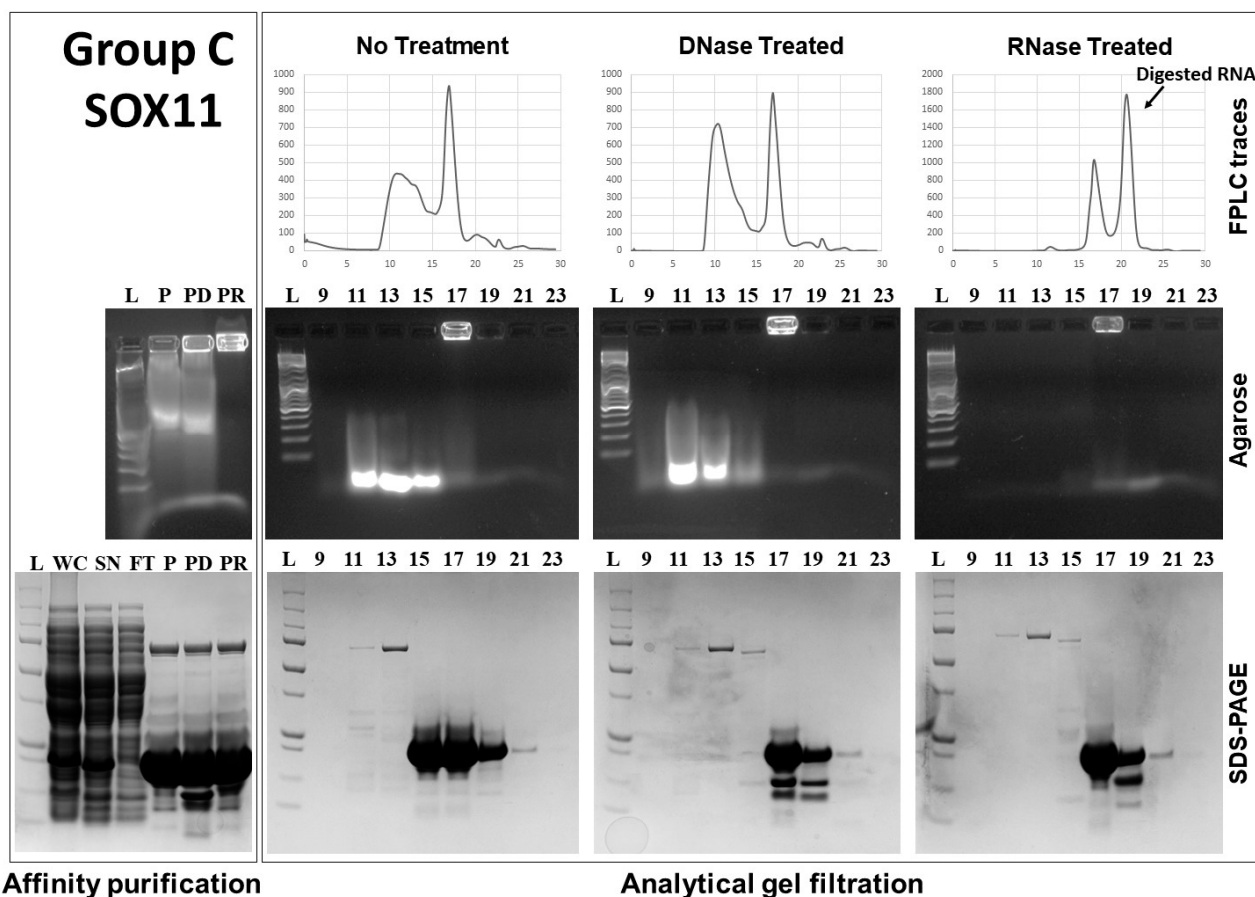 Group C
SOX11
No Treatment
DNase Treated
RNase Treated
1000
900
800
700
600
500
400
300
200
100
0
0 5 10 15 20 25 30
1000
900
800
700
600
500
400
300
200
100
0
0 5 10 15 20 25 30
2000
1800
1600
1400
1200
1000
800
600
400
200
0
0 5 10 15 20 25 30
Digested RNA
FPLC traces
L P PD PR
L 9 11 13 15 17 19 21 23
L 9 11 13 15 17 19 21 23
L 9 11 13 15 17 19 21 23
Agarose
L WC SN FT P PD PR
L 9 11 13 15 17 19 21 23
L 9 11 13 15 17 19 21 23
L 9 11 13 15 17 19 21 23
SDS-PAGE
Affinity purification
Analytical gel filtration